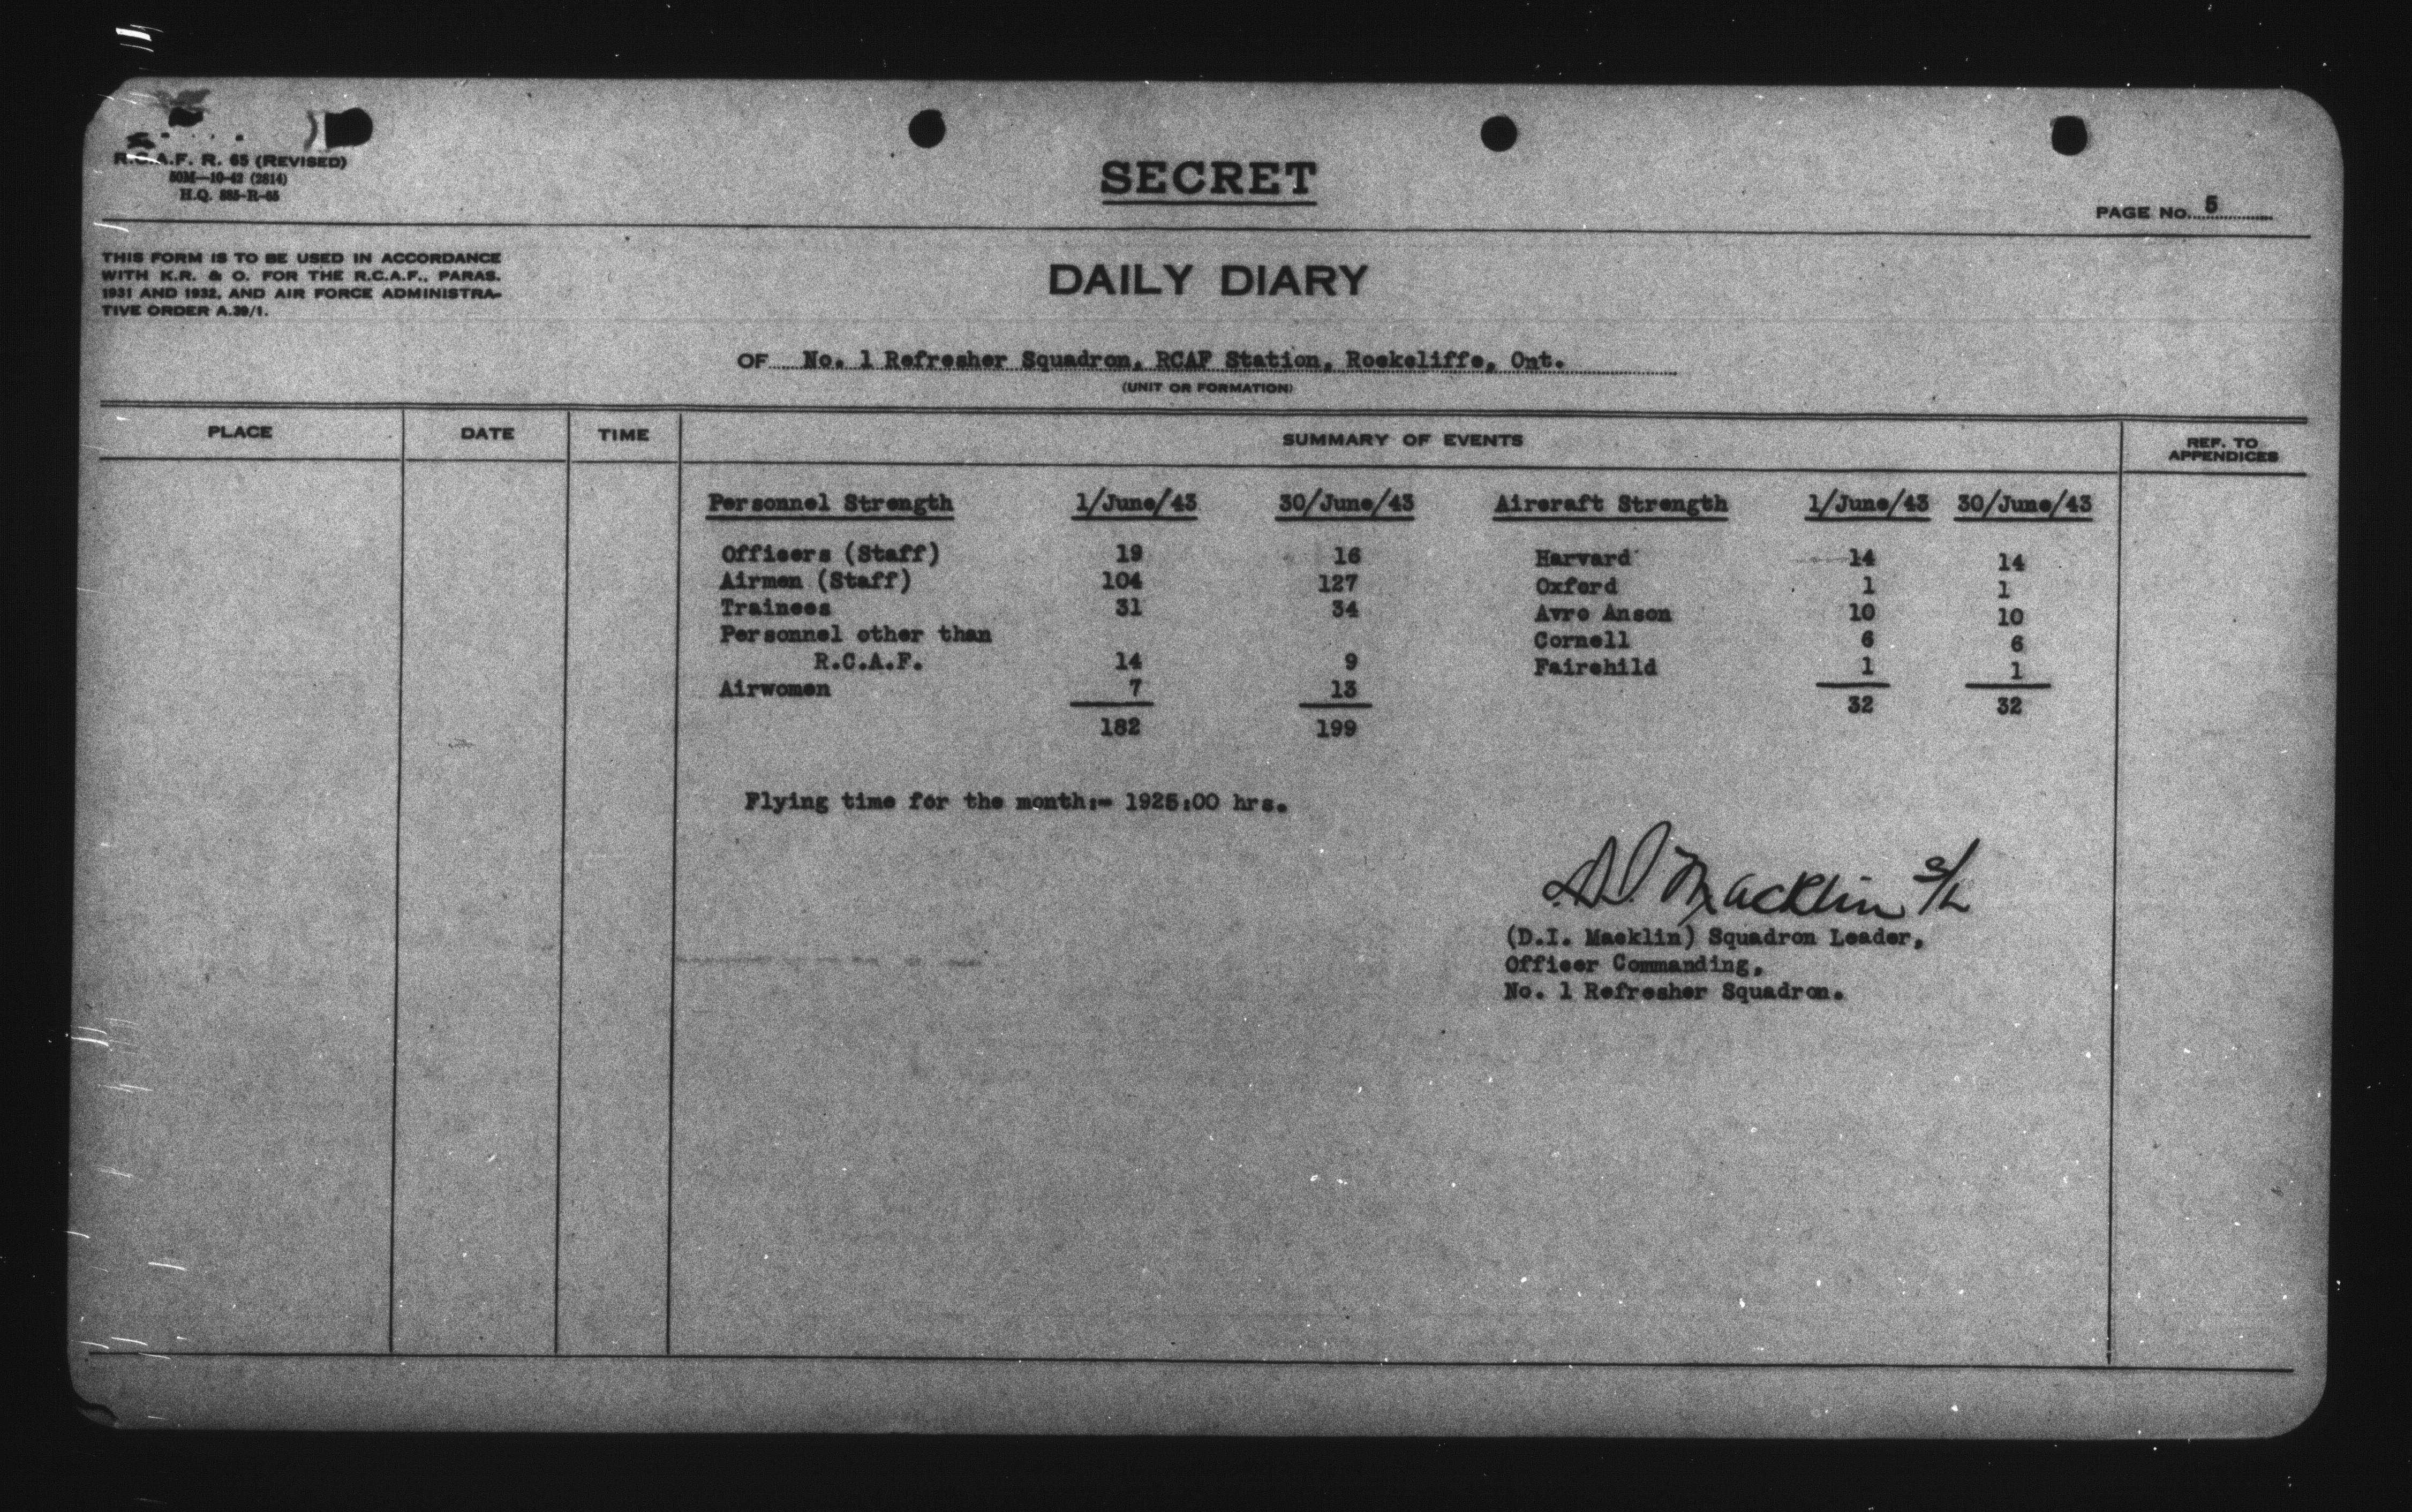 R.C.A.F. R. 65 (REVISED)
50M—10-42 (2814)
H.Q. 885-R-65
SECRET
PAGE NO. 5
THIS FORM IS TO BE USED IN ACCORDANCE
WITH K.R. & O. FOR THE R.C.A.F., PARAS.
1931 AND 1932, AND AIR FORCE ADMINISTRA-
TIVE ORDER A.39/1.
DAILY DIARY
OF No. 1 Refresher Squadron, RCAF Station, Rockcliffe, Ont.
(UNIT OR FORMATION)
PLACE DATE TIME SUMMARY OF EVENTS REF. TO APPENDICES
Personnel Strength 1/June/43 30/June/43 Aircraft Strength 1/June/43 30/June/43
Officers (Staff) 19 16 Harvard 14 14
Airmen (Staff) 104 127 Oxford 1 1
Trainees 31 34 Avro Anson 10 10
Personnel other than Cornell 6 6
R.C.A.F. 14 9 Fairchild 1 1
Airwomen 7 13 32 32
182 199
Flying time for the month:- 1925:00 hrs.
D.I. Macklin S/L
(D.I. Macklin) Squadron Leader,
Officer Commanding,
No. 1 Refresher Squadron.